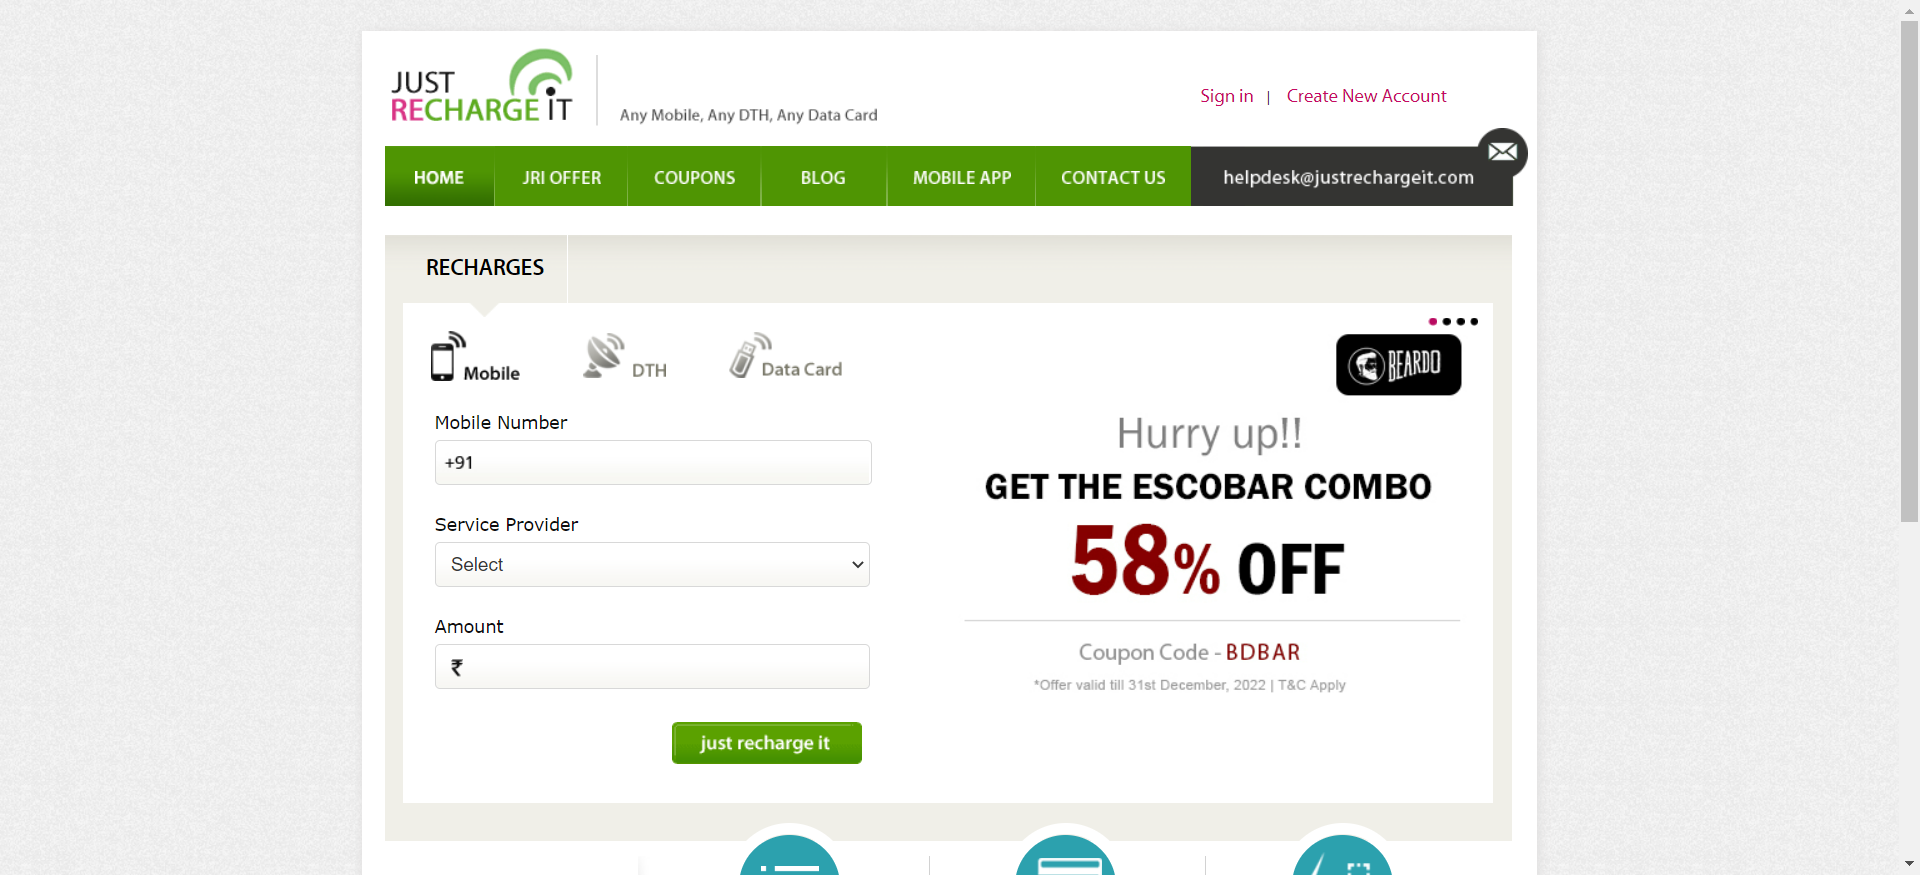 JUST
RECHARGE iT
Any Mobile, Any DTH, Any Data Card
Sign in | Create New Account
HOME JRI OFFER COUPONS BLOG MOBILE APP CONTACT US helpdesk@justrechargeit.com
RECHARGES
Mobile DTH Data Card
BEARDO
Mobile Number
+91
Service Provider
Select
Amount
₹
just recharge it
Hurry up!!
GET THE ESCOBAR COMBO
58% OFF
Coupon Code - BDBAR
*Offer valid till 31st December, 2022 | T&C Apply